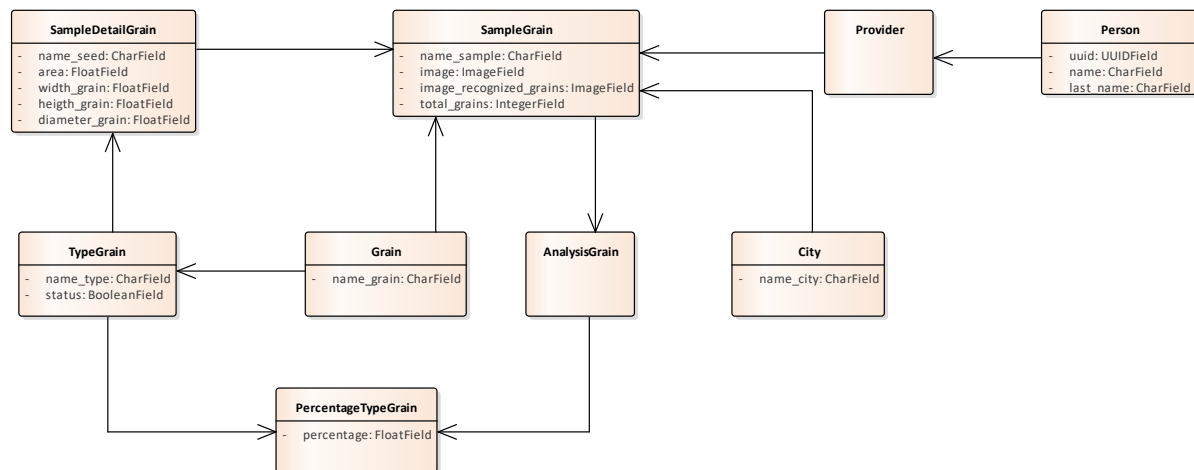 SampleDetailGrain
- name_seed: CharField
- area: FloatField
- width_grain: FloatField
- heigth_grain: FloatField
- diameter_grain: FloatField
SampleGrain
- name_sample: CharField
- image: ImageField
- image_recognized_grains: ImageField
- total_grains: IntegerField
Provider
Person
- uuid: UUIDField
- name: CharField
- last_name: CharField
TypeGrain
- name_type: CharField
- status: BooleanField
Grain
- name_grain: CharField
AnalysisGrain
City
- name_city: CharField
PercentageTypeGrain
- percentage: FloatField